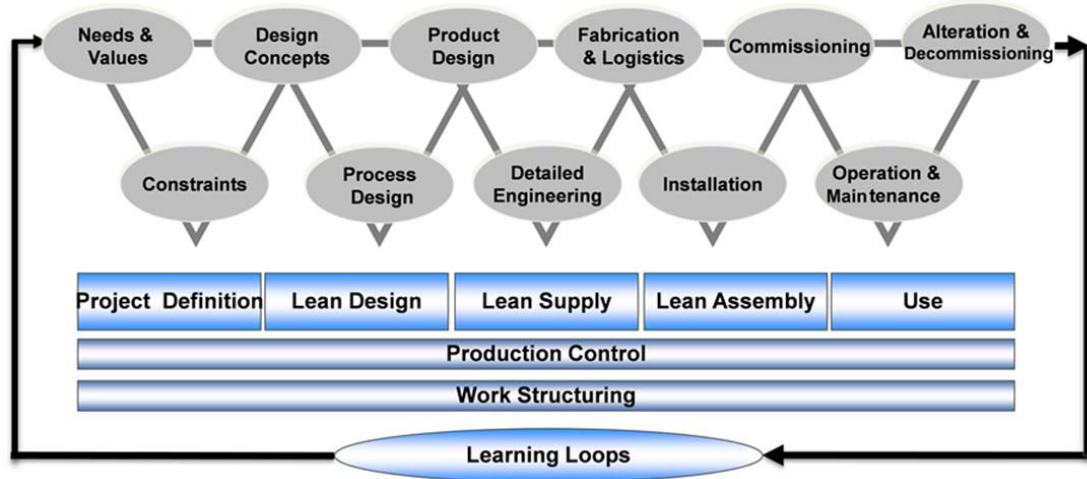 Needs &
Values
Design
Concepts
Product
Design
Fabrication
& Logistics
Commissioning
Alteration &
Decommissioning
Constraints
Process
Design
Detailed
Engineering
Installation
Operation &
Maintenance
Project Definition
Lean Design
Lean Supply
Lean Assembly
Use
Production Control
Work Structuring
Learning Loops